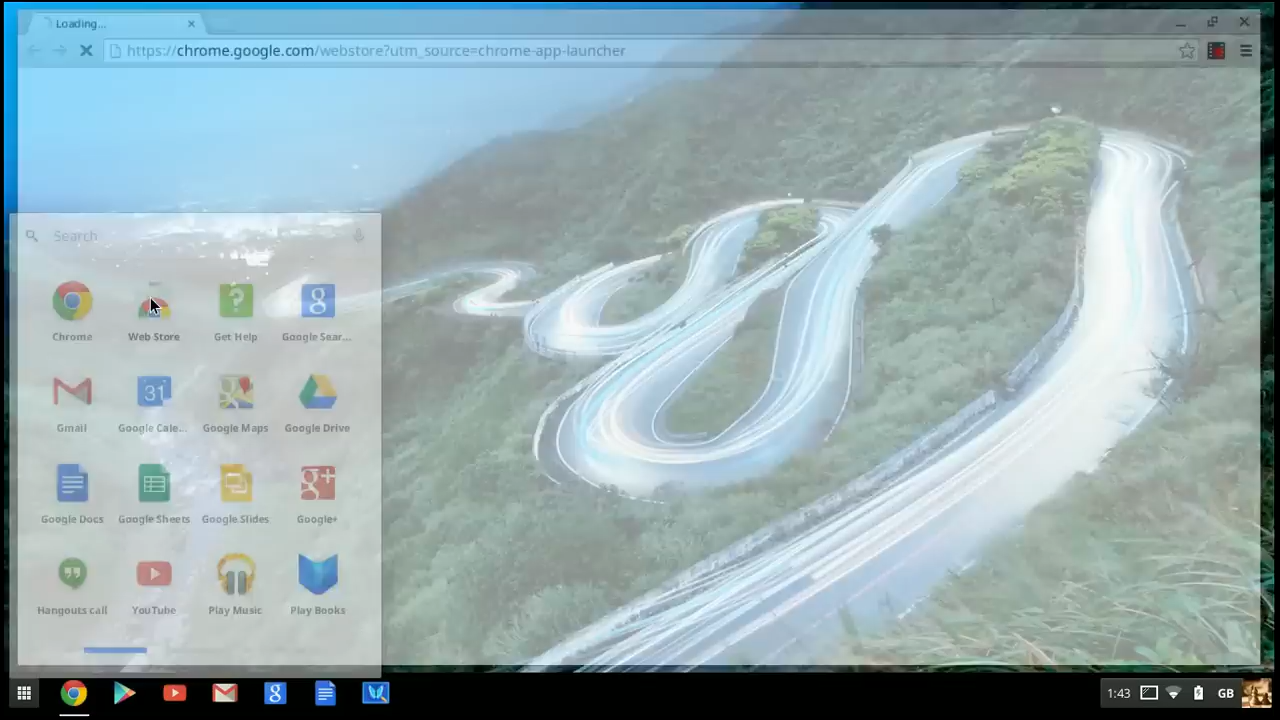 Loading...
https://chrome.google.com/webstore?utm_source=chrome-app-launcher
Search
Chrome Web Store Get Help Google Sear...
31
Gmail Google Cale... Google Maps Google Drive
Google Docs Google Sheets Google Slides Google+
Hangouts call YouTube Play Music Play Books
1:43 GB